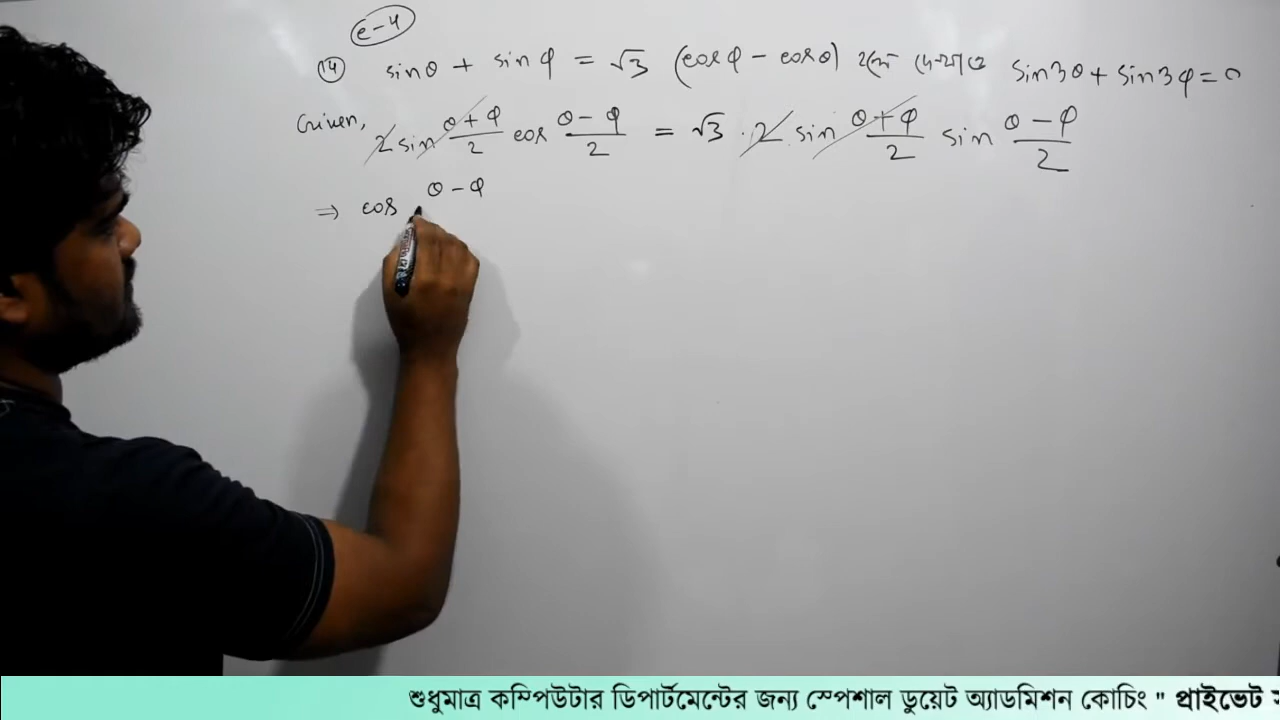 e-4
(14) sinθ + sinφ = √3 (cosφ - cosθ) হলে দেখাও sin3θ + sin3φ = 0
Given, 2 sin (θ + φ)/2 cos (θ - φ)/2 = √3 · 2 sin (θ + φ)/2 sin (θ - φ)/2
⇒ cos θ - φ
শুধুমাত্র কম্পিউটার ডিপার্টমেন্টের জন্য স্পেশাল ডুয়েট অ্যাডমিশন কোচিং " প্রাইভেট